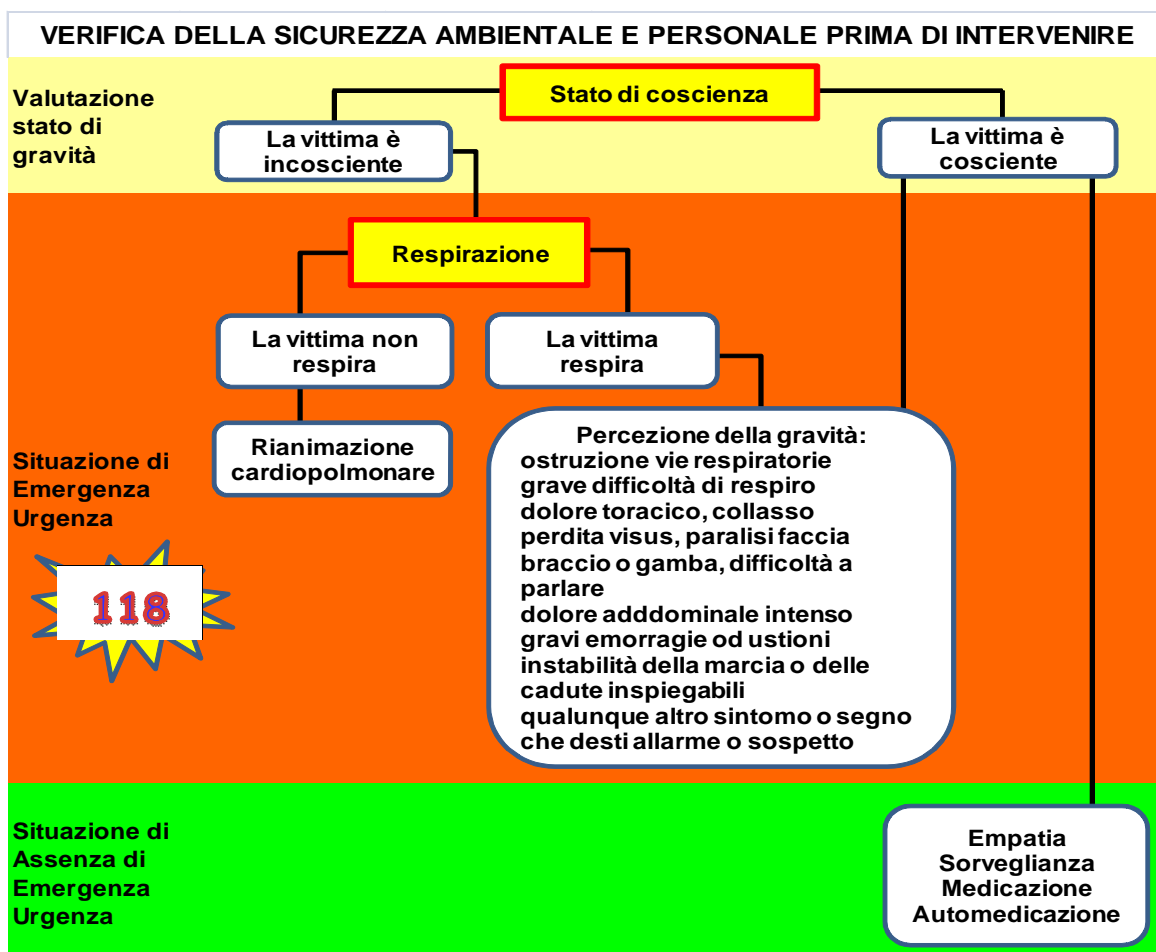 VERIFICA DELLA SICUREZZA AMBIENTALE E PERSONALE PRIMA DI INTERVENIRE
Valutazione
stato di
gravità
Stato di coscienza
La vittima è
incosciente
La vittima è
cosciente
Respirazione
La vittima non
respira
La vittima
respira
Rianimazione
cardiopolmonare
Situazione di
Emergenza
Urgenza
118
Percezione della gravità:
ostruzione vie respiratorie
grave difficoltà di respiro
dolore toracico, collasso
perdita visus, paralisi faccia
braccio o gamba, difficoltà a
parlare
dolore adddominale intenso
gravi emorragie od ustioni
instabilità della marcia o delle
cadute inspiegabili
qualunque altro sintomo o segno
che desti allarme o sospetto
Situazione di
Assenza di
Emergenza
Urgenza
Empatia
Sorveglianza
Medicazione
Automedicazione